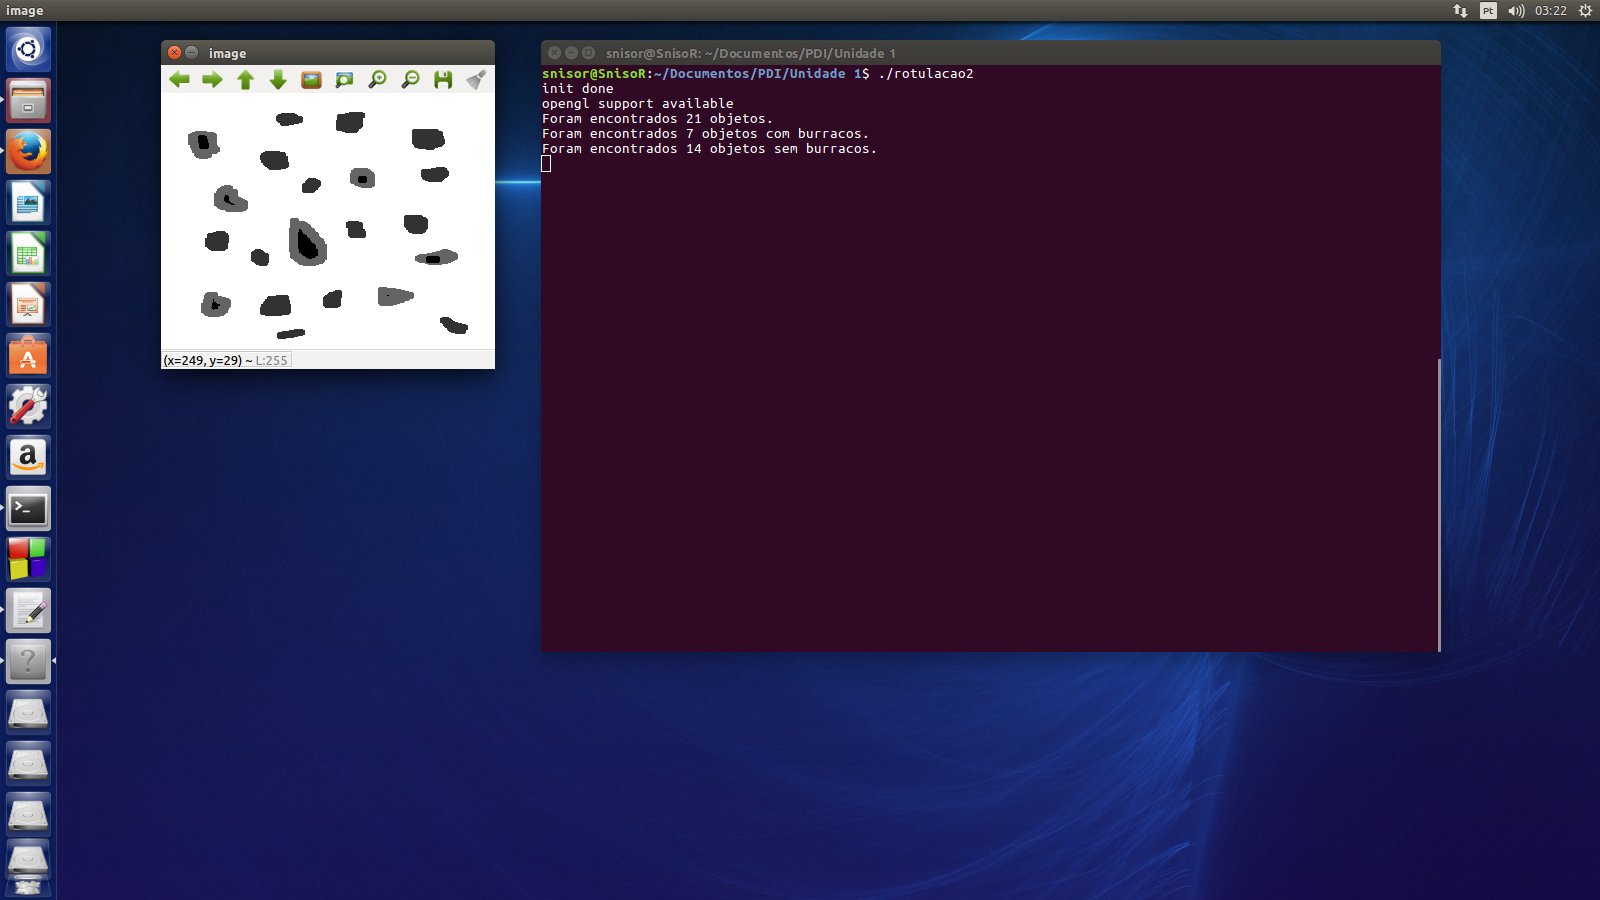 image
Pt
03:22
image
(x=249, y=29) ~ L:255
snisor@SnisoR: ~/Documentos/PDI/Unidade 1
snisor@SnisoR:~/Documentos/PDI/Unidade 1$ ./rotulacao2
init done
opengl support available
Foram encontrados 21 objetos.
Foram encontrados 7 objetos com burracos.
Foram encontrados 14 objetos sem burracos.